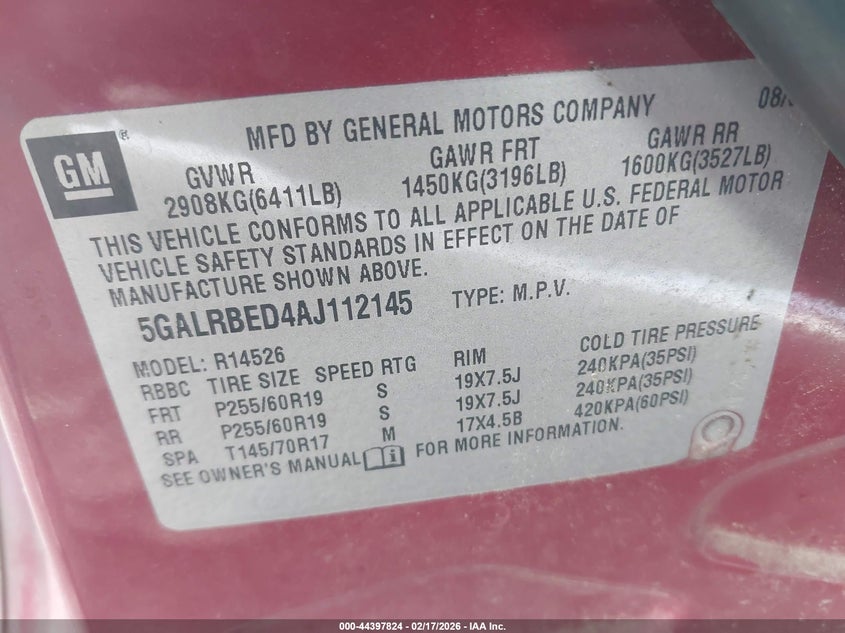 MFD BY GENERAL MOTORS COMPANY
GM ®
GVWR GAWR FRT GAWR RR
2908KG(6411LB) 1450KG(3196LB) 1600KG(3527LB)
THIS VEHICLE CONFORMS TO ALL APPLICABLE U.S. FEDERAL MOTOR
VEHICLE SAFETY STANDARDS IN EFFECT ON THE DATE OF
MANUFACTURE SHOWN ABOVE.
5GALRBED4AJ112145 TYPE: M.P.V.
MODEL: R14526
RBBC TIRE SIZE SPEED RTG RIM COLD TIRE PRESSURE
FRT P255/60R19 S 19X7.5J 240KPA(35PSI)
RR P255/60R19 S 19X7.5J 240KPA(35PSI)
SPA T145/70R17 M 17X4.5B 420KPA(60PSI)
SEE OWNER'S MANUAL i FOR MORE INFORMATION.
000-44397824 - 02/17/2026 - IAA Inc.